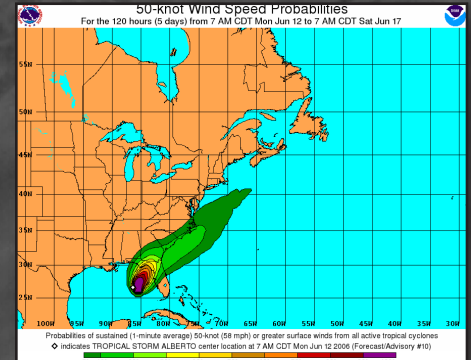 50-knot Wind Speed Probabilities
For the 120 hours (5 days) from 7 AM CDT Mon Jun 12 to 7 AM CDT Sat Jun 17
55N
50N
45N
40N
35N
30N
25N
100W 95W 90W 85W 80W 75W 70W 65W 60W 55W 50W 45W 40W 35W 30W
Probabilities of sustained (1-minute average) 50-knot (58 mph) or greater surface winds from all active tropical cyclones
indicates TROPICAL STORM ALBERTO center location at 7 AM CDT Mon Jun 12 2006 (Forecast/Advisory #10)